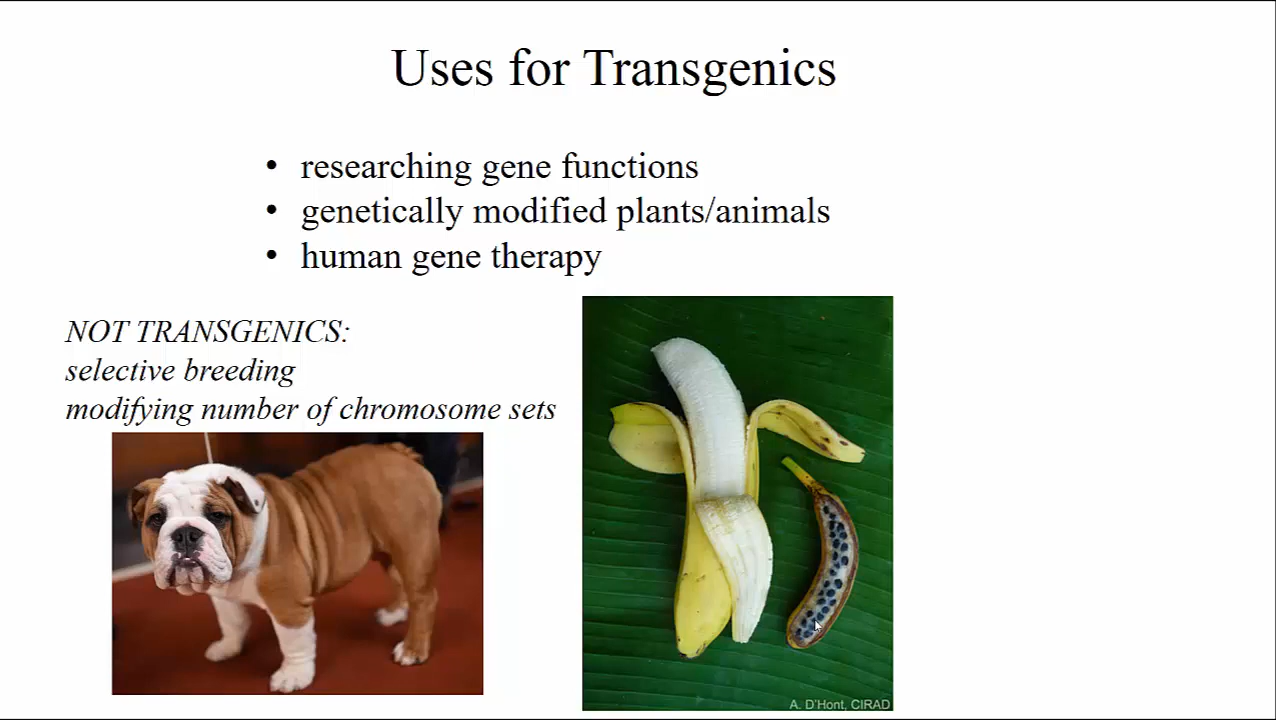 Uses for Transgenics
• researching gene functions
• genetically modified plants/animals
• human gene therapy
NOT TRANSGENICS:
selective breeding
modifying number of chromosome sets
A. D'Hont, CIRAD